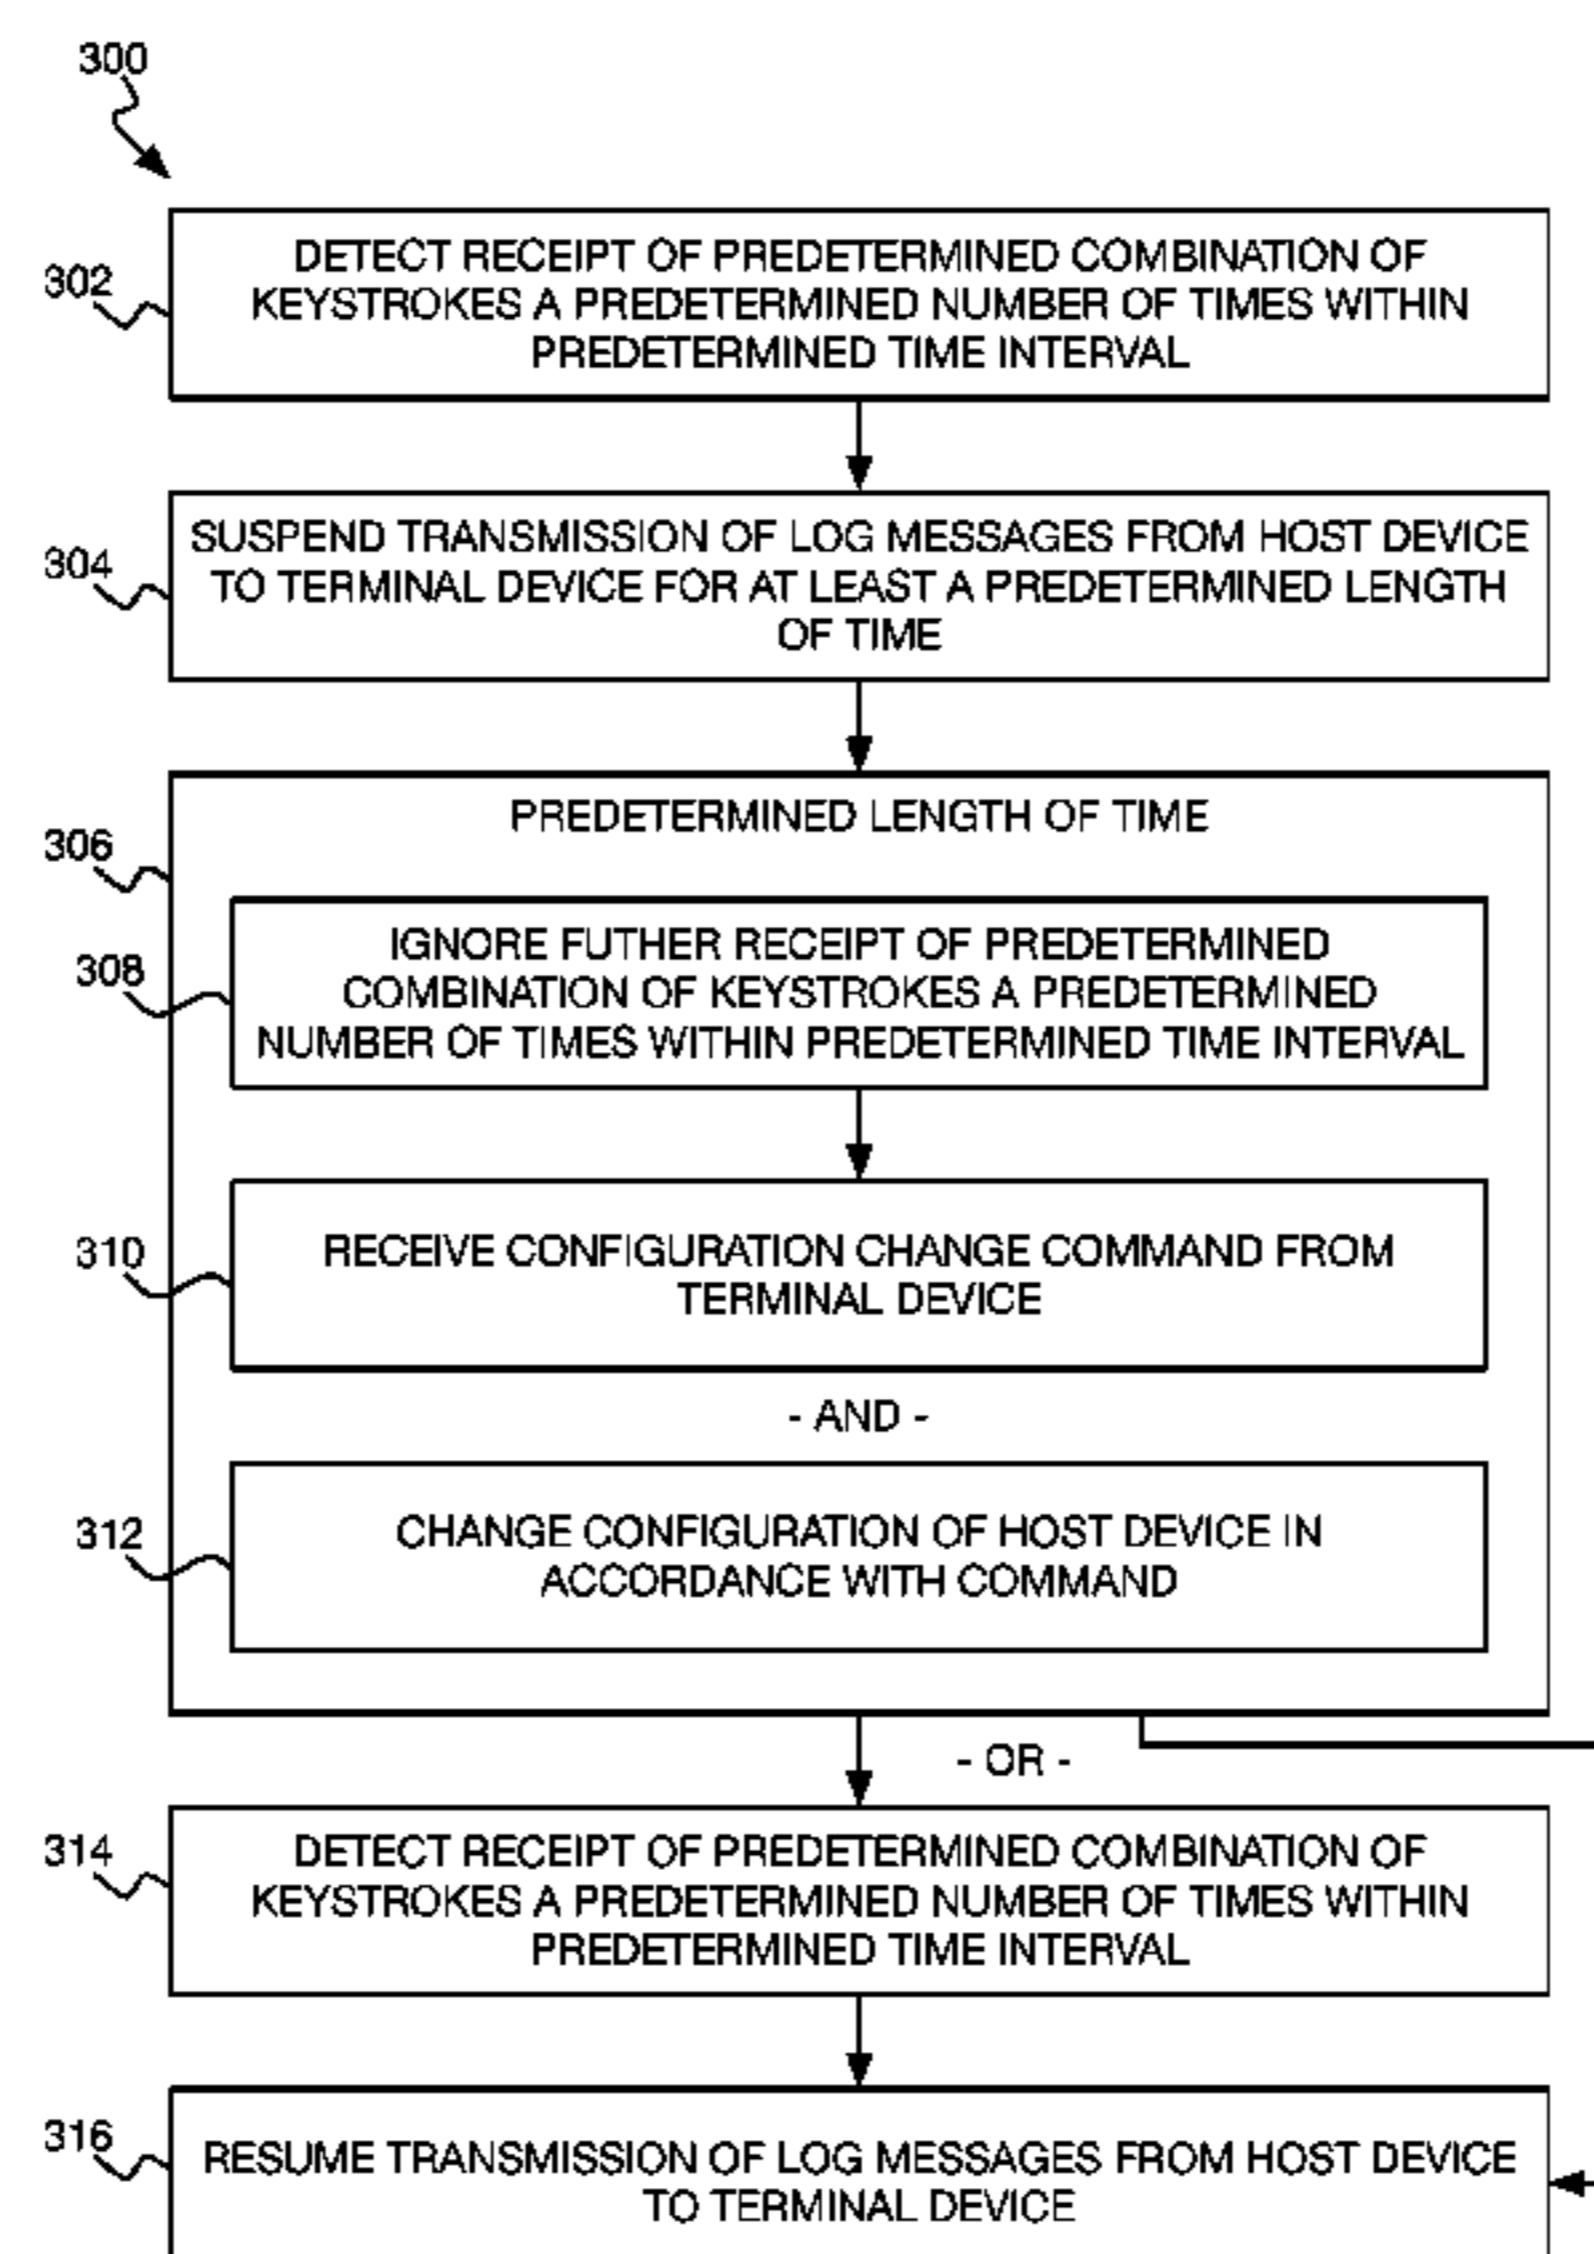 300
302
DETECT RECEIPT OF PREDETERMINED COMBINATION OF
KEYSTROKES A PREDETERMINED NUMBER OF TIMES WITHIN
PREDETERMINED TIME INTERVAL
304
SUSPEND TRANSMISSION OF LOG MESSAGES FROM HOST DEVICE
TO TERMINAL DEVICE FOR AT LEAST A PREDETERMINED LENGTH
OF TIME
306
PREDETERMINED LENGTH OF TIME
308
IGNORE FUTHER RECEIPT OF PREDETERMINED
COMBINATION OF KEYSTROKES A PREDETERMINED
NUMBER OF TIMES WITHIN PREDETERMINED TIME INTERVAL
310
RECEIVE CONFIGURATION CHANGE COMMAND FROM
TERMINAL DEVICE
- AND -
312
CHANGE CONFIGURATION OF HOST DEVICE IN
ACCORDANCE WITH COMMAND
- OR -
314
DETECT RECEIPT OF PREDETERMINED COMBINATION OF
KEYSTROKES A PREDETERMINED NUMBER OF TIMES WITHIN
PREDETERMINED TIME INTERVAL
316
RESUME TRANSMISSION OF LOG MESSAGES FROM HOST DEVICE
TO TERMINAL DEVICE